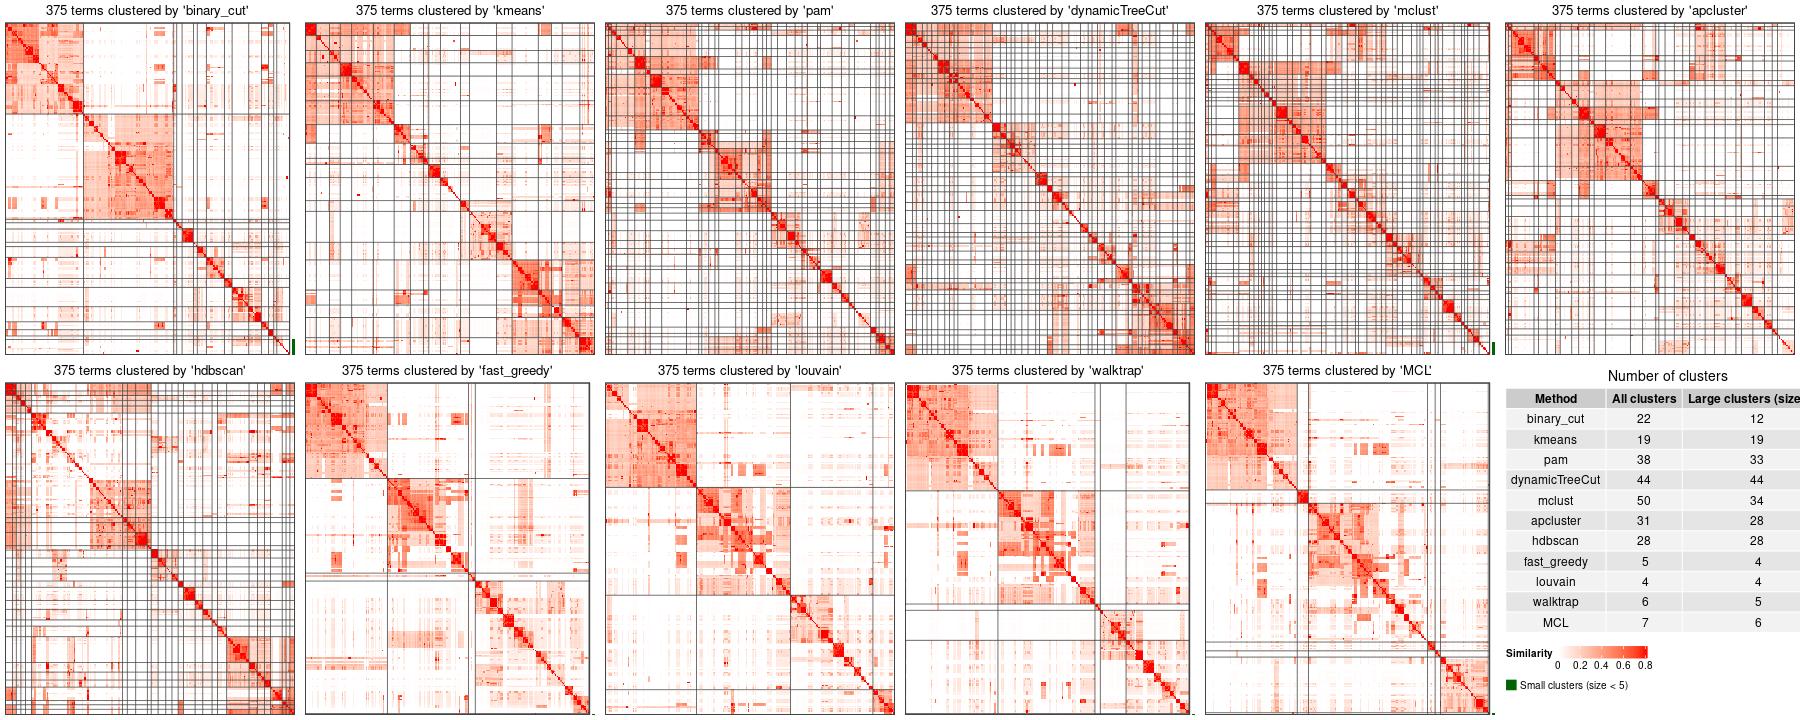 375 terms clustered by 'binary_cut'
375 terms clustered by 'kmeans'
375 terms clustered by 'pam'
375 terms clustered by 'dynamicTreeCut'
375 terms clustered by 'mclust'
375 terms clustered by 'apcluster'
375 terms clustered by 'hdbscan'
375 terms clustered by 'fast_greedy'
375 terms clustered by 'louvain'
375 terms clustered by 'walktrap'
375 terms clustered by 'MCL'
Number of clusters
Method All clusters Large clusters (size
binary_cut 22 12
kmeans 19 19
pam 38 33
dynamicTreeCut 44 44
mclust 50 34
apcluster 31 28
hdbscan 28 28
fast_greedy 5 4
louvain 4 4
walktrap 6 5
MCL 7 6
Similarity
0 0.2 0.4 0.6 0.8
Small clusters (size < 5)